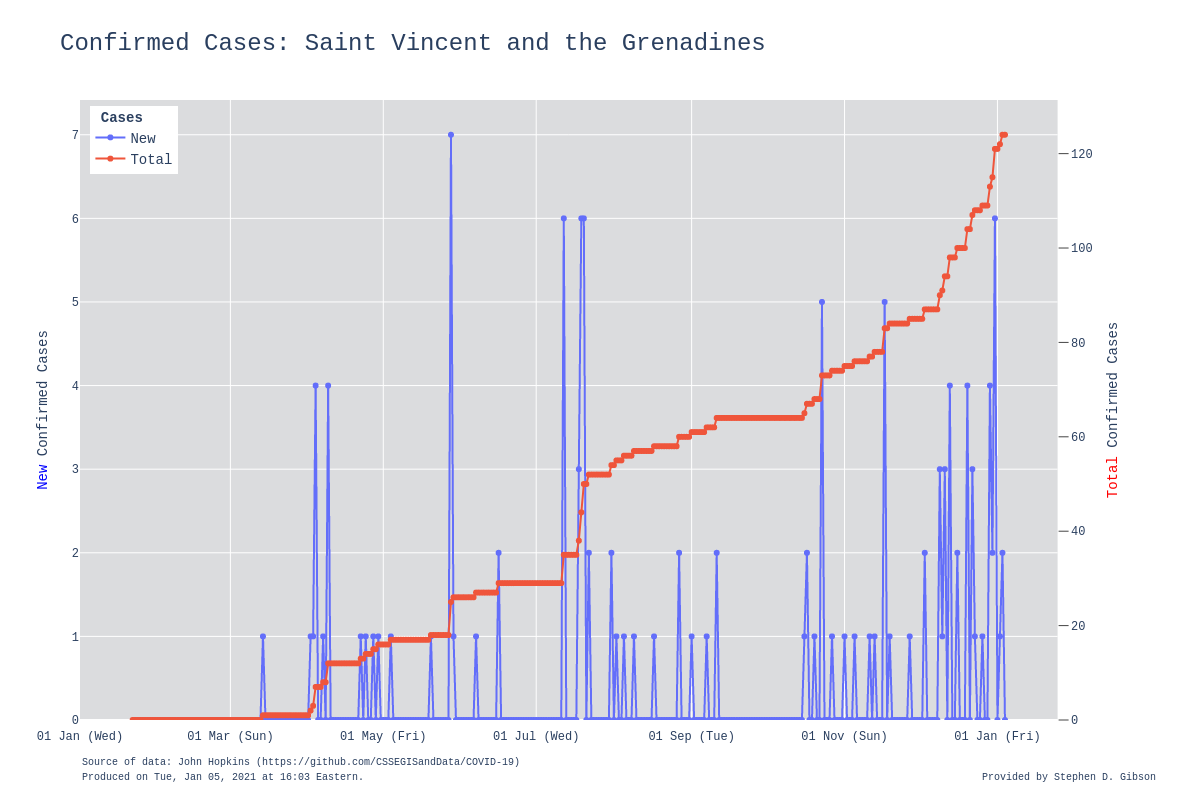 Confirmed Cases: Saint Vincent and the Grenadines
Cases
New
Total
7
6
5
4
3
2
1
0
New Confirmed Cases
120
100
80
60
40
20
0
Total Confirmed Cases
01 Jan (Wed) 01 Mar (Sun) 01 May (Fri) 01 Jul (Wed) 01 Sep (Tue) 01 Nov (Sun) 01 Jan (Fri)
Source of data: John Hopkins (https://github.com/CSSEGISandData/COVID-19)
Produced on Tue, Jan 05, 2021 at 16:03 Eastern.
Provided by Stephen D. Gibson